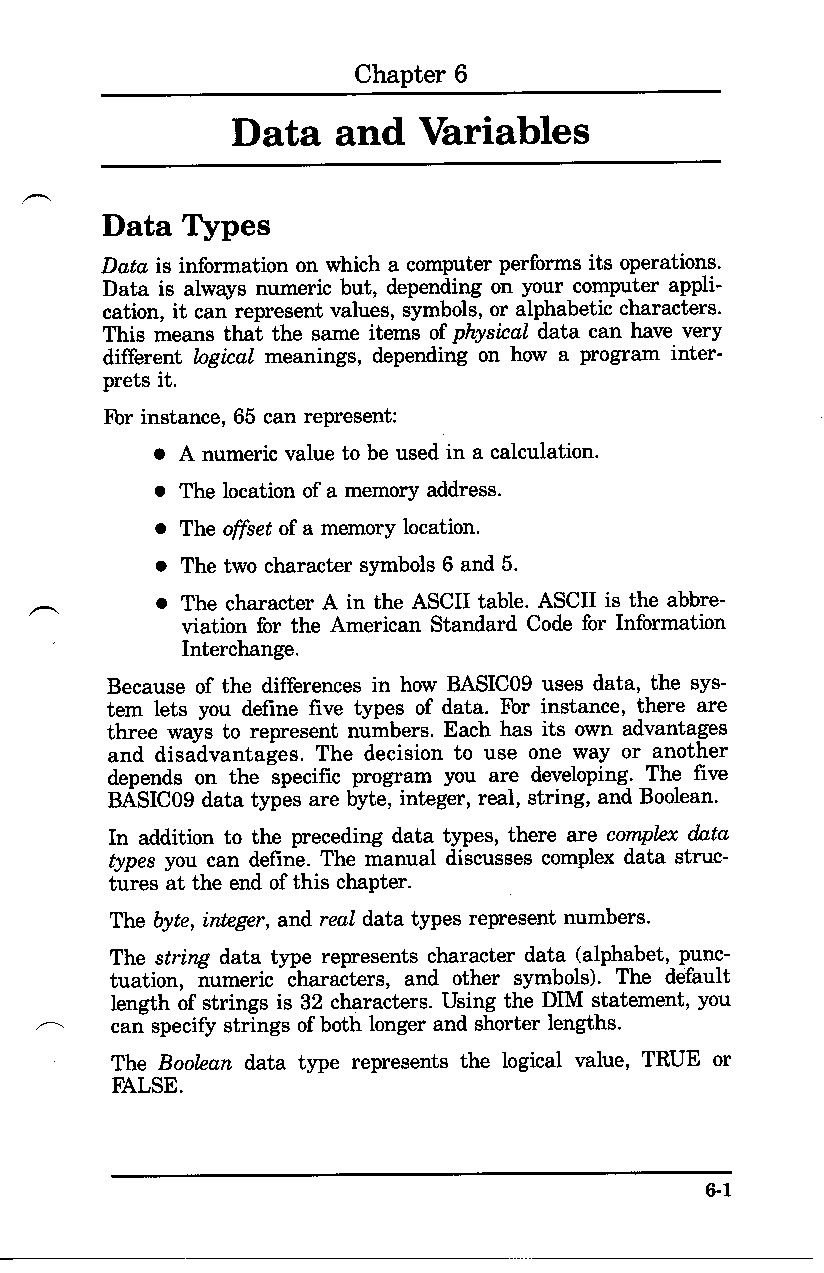 Chapter 6
Data and Variables
Data Types
Data is information on which a computer performs its operations.
Data is always numeric but, depending on your computer appli-
cation, it can represent values, symbols, or alphabetic characters.
This means that the same items of physical data can have very
different logical meanings, depending on how a program inter-
prets it.
For instance, 65 can represent:
• A numeric value to be used in a calculation.
• The location of a memory address.
• The offset of a memory location.
• The two character symbols 6 and 5.
• The character A in the ASCII table. ASCII is the abbre-
viation for the American Standard Code for Information
Interchange.
Because of the differences in how BASIC09 uses data, the sys-
tem lets you define five types of data. For instance, there are
three ways to represent numbers. Each has its own advantages
and disadvantages. The decision to use one way or another
depends on the specific program you are developing. The five
BASIC09 data types are byte, integer, real, string, and Boolean.
In addition to the preceding data types, there are complex data
types you can define. The manual discusses complex data struc-
tures at the end of this chapter.
The byte, integer, and real data types represent numbers.
The string data type represents character data (alphabet, punc-
tuation, numeric characters, and other symbols). The default
length of strings is 32 characters. Using the DIM statement, you
can specify strings of both longer and shorter lengths.
The Boolean data type represents the logical value, TRUE or
FALSE.
6-1